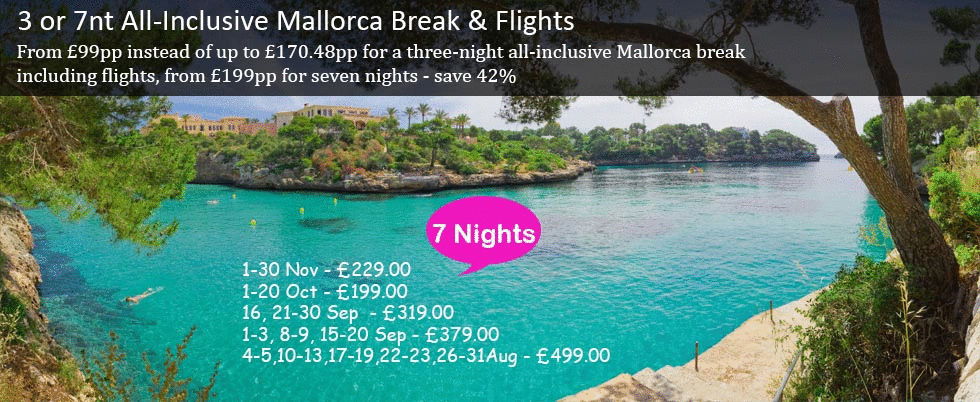 3 or 7nt All-Inclusive Mallorca Break & Flights
From £99pp instead of up to £170.48pp for a three-night all-inclusive Mallorca break
including flights, from £199pp for seven nights - save 42%
7 Nights
1-30 Nov - £229.00
1-20 Oct - £199.00
16, 21-30 Sep - £319.00
1-3, 8-9, 15-20 Sep - £379.00
4-5,10-13,17-19,22-23,26-31Aug - £499.00